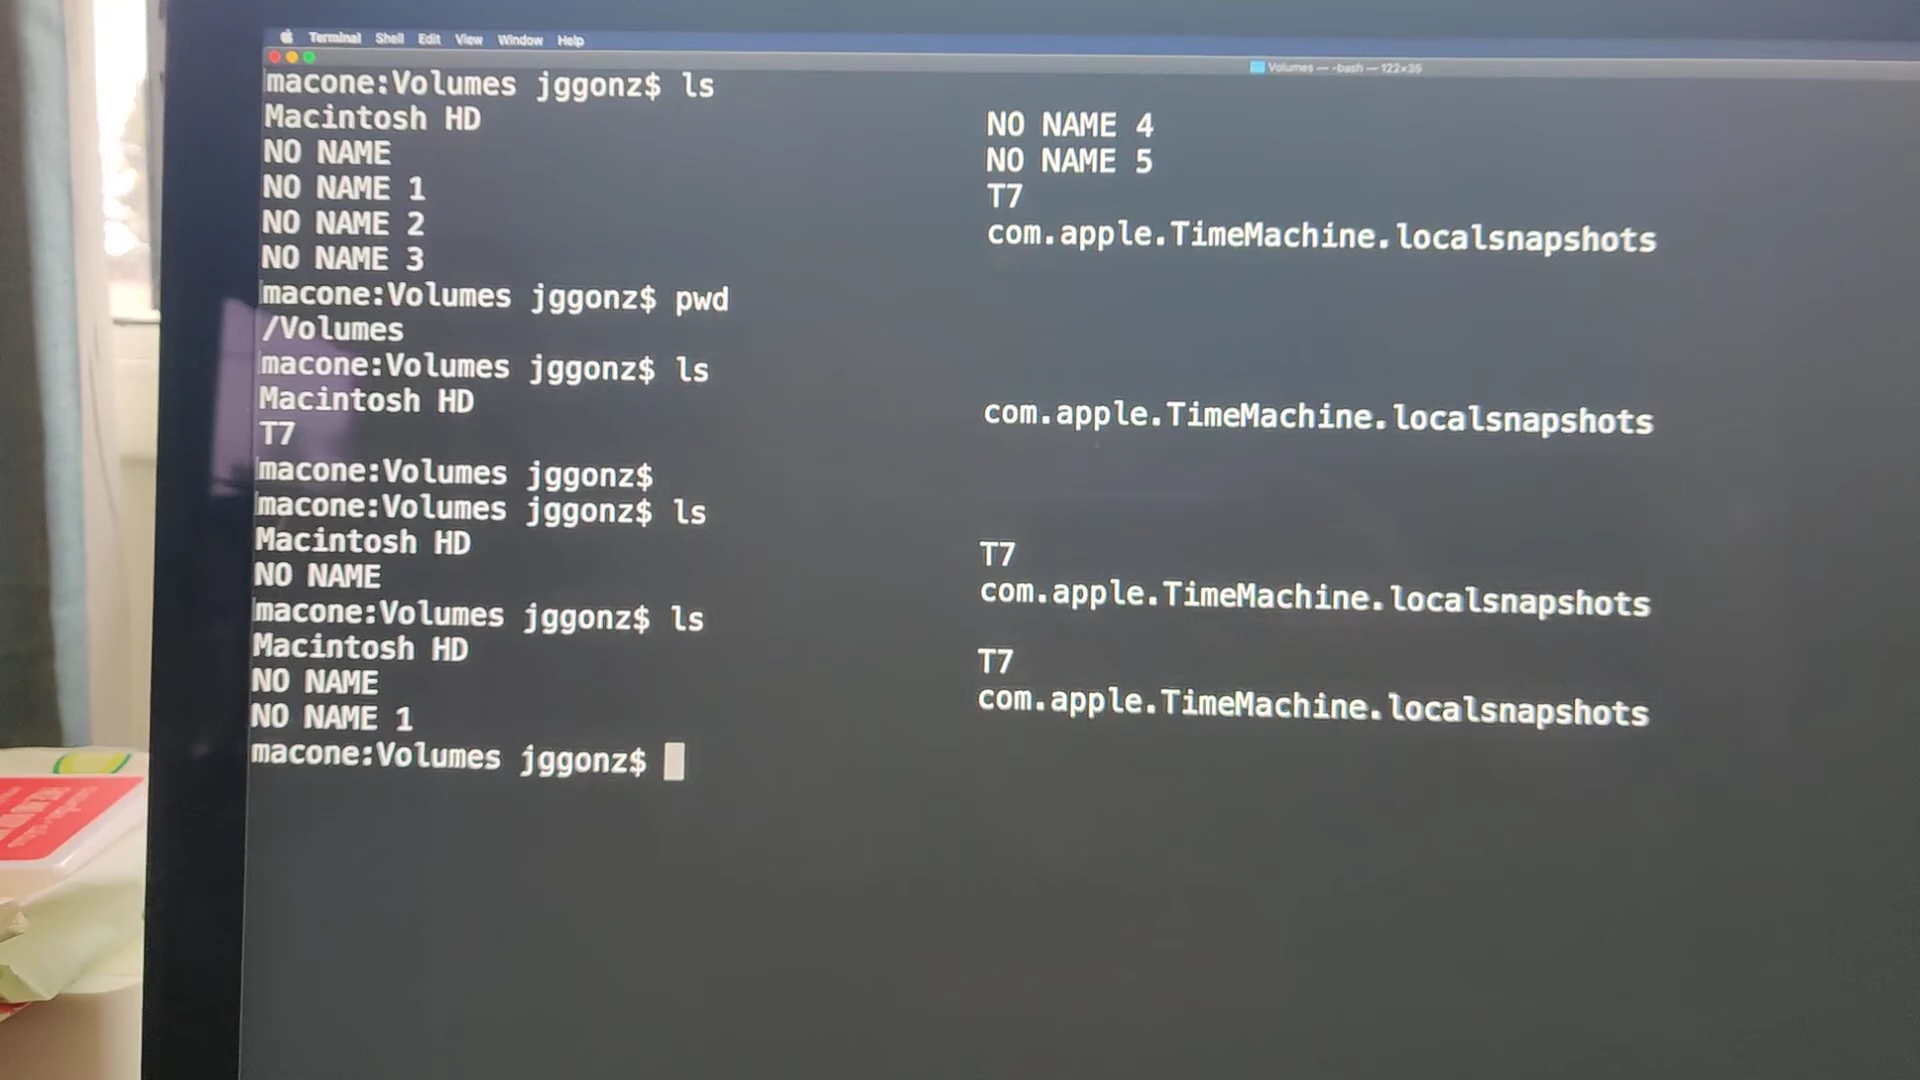 Terminal Shell Edit View Window Help
Volumes — -bash — 122×35
macone:Volumes jggonz$ ls
Macintosh HD NO NAME 4
NO NAME NO NAME 5
NO NAME 1 T7
NO NAME 2 com.apple.TimeMachine.localsnapshots
NO NAME 3
macone:Volumes jggonz$ pwd
/Volumes
macone:Volumes jggonz$ ls
Macintosh HD com.apple.TimeMachine.localsnapshots
T7
macone:Volumes jggonz$
macone:Volumes jggonz$ ls
Macintosh HD T7
NO NAME com.apple.TimeMachine.localsnapshots
macone:Volumes jggonz$ ls
Macintosh HD T7
NO NAME com.apple.TimeMachine.localsnapshots
NO NAME 1
macone:Volumes jggonz$